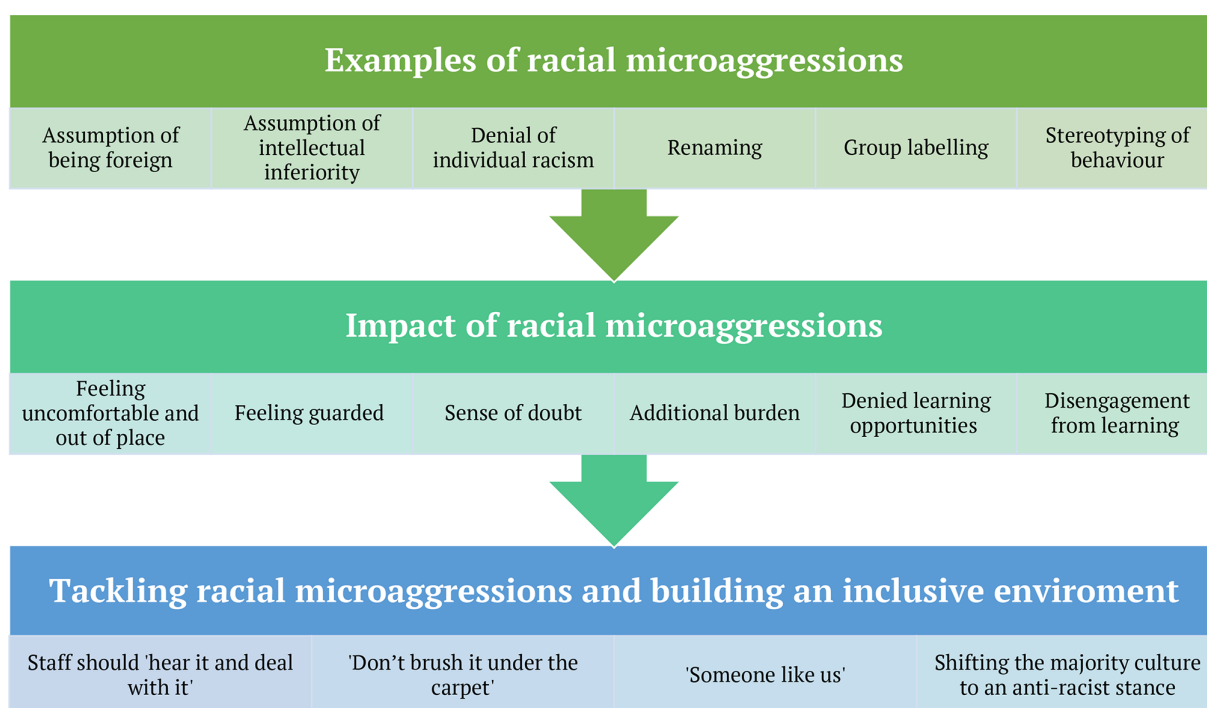 Examples of racial microaggressions
Assumption of
being foreign
Assumption of
intellectual
inferiority
Denial of
individual racism
Renaming
Group labelling
Stereotyping of
behaviour
Impact of racial microaggressions
Feeling
uncomfortable and
out of place
Feeling guarded
Sense of doubt
Additional burden
Denied learning
opportunities
Disengagement
from learning
Tackling racial microaggressions and building an inclusive enviroment
Staff should 'hear it and deal
with it'
'Don’t brush it under the
carpet'
'Someone like us'
Shifting the majority culture
to an anti-racist stance